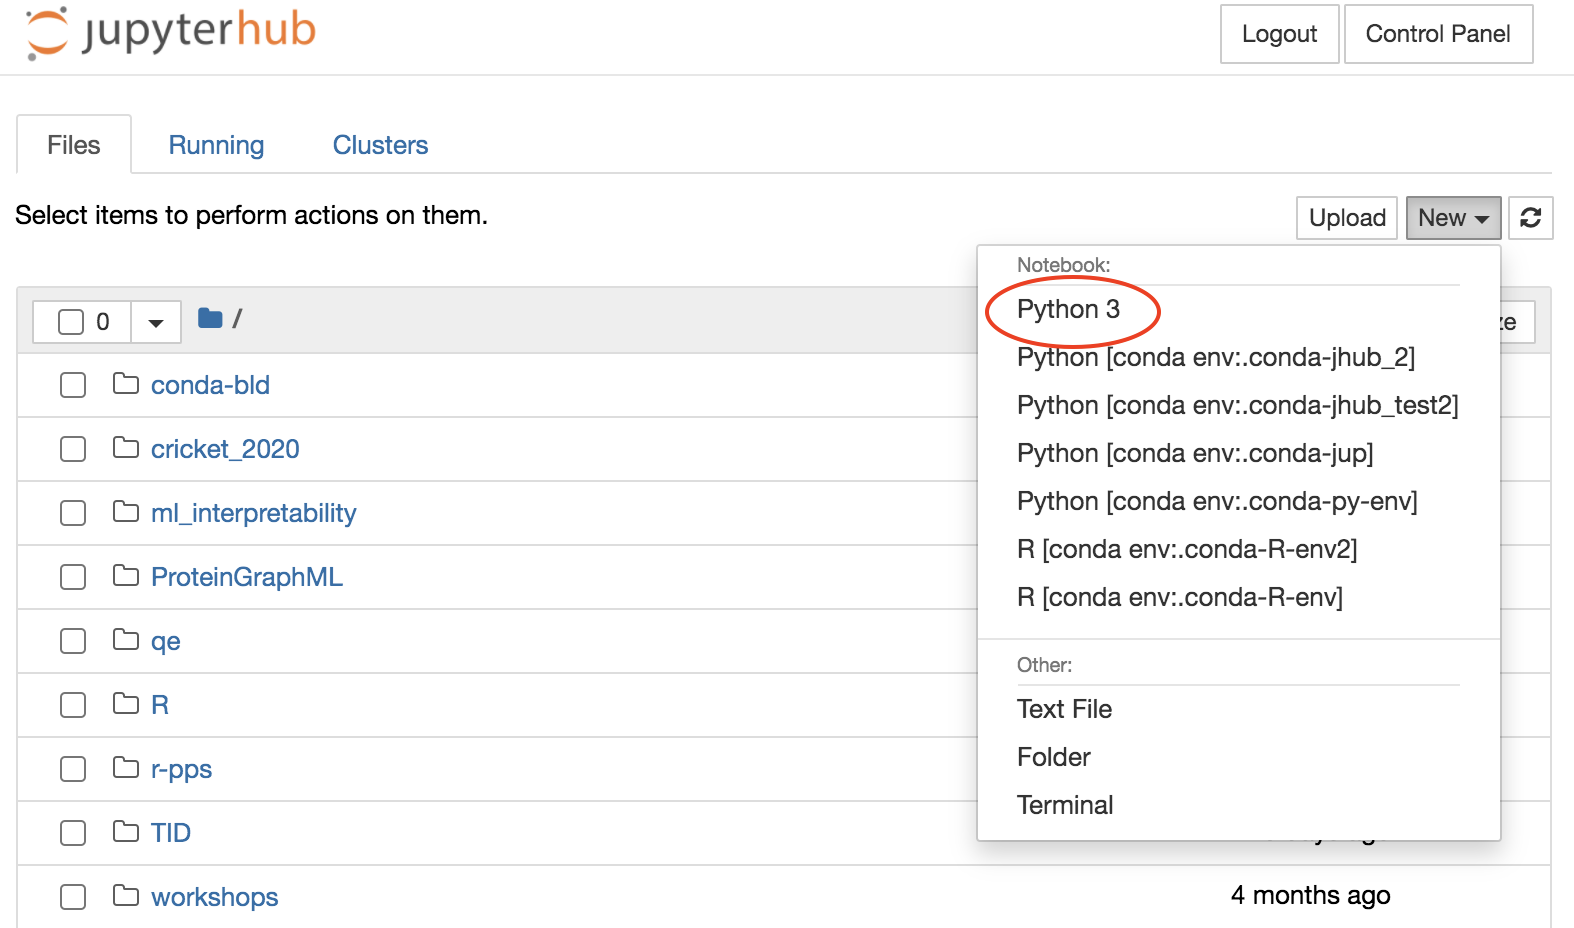 jupyterhub
Logout Control Panel
Files Running Clusters
Select items to perform actions on them.
Upload New
Notebook:
0 /
Python 3
Python [conda env:.conda-jhub_2]
Python [conda env:.conda-jhub_test2]
Python [conda env:.conda-jup]
Python [conda env:.conda-py-env]
R [conda env:.conda-R-env2]
R [conda env:.conda-R-env]
Other:
Text File
Folder
Terminal
conda-bld
cricket_2020
ml_interpretability
ProteinGraphML
qe
R
r-pps
TID
workshops
4 months ago